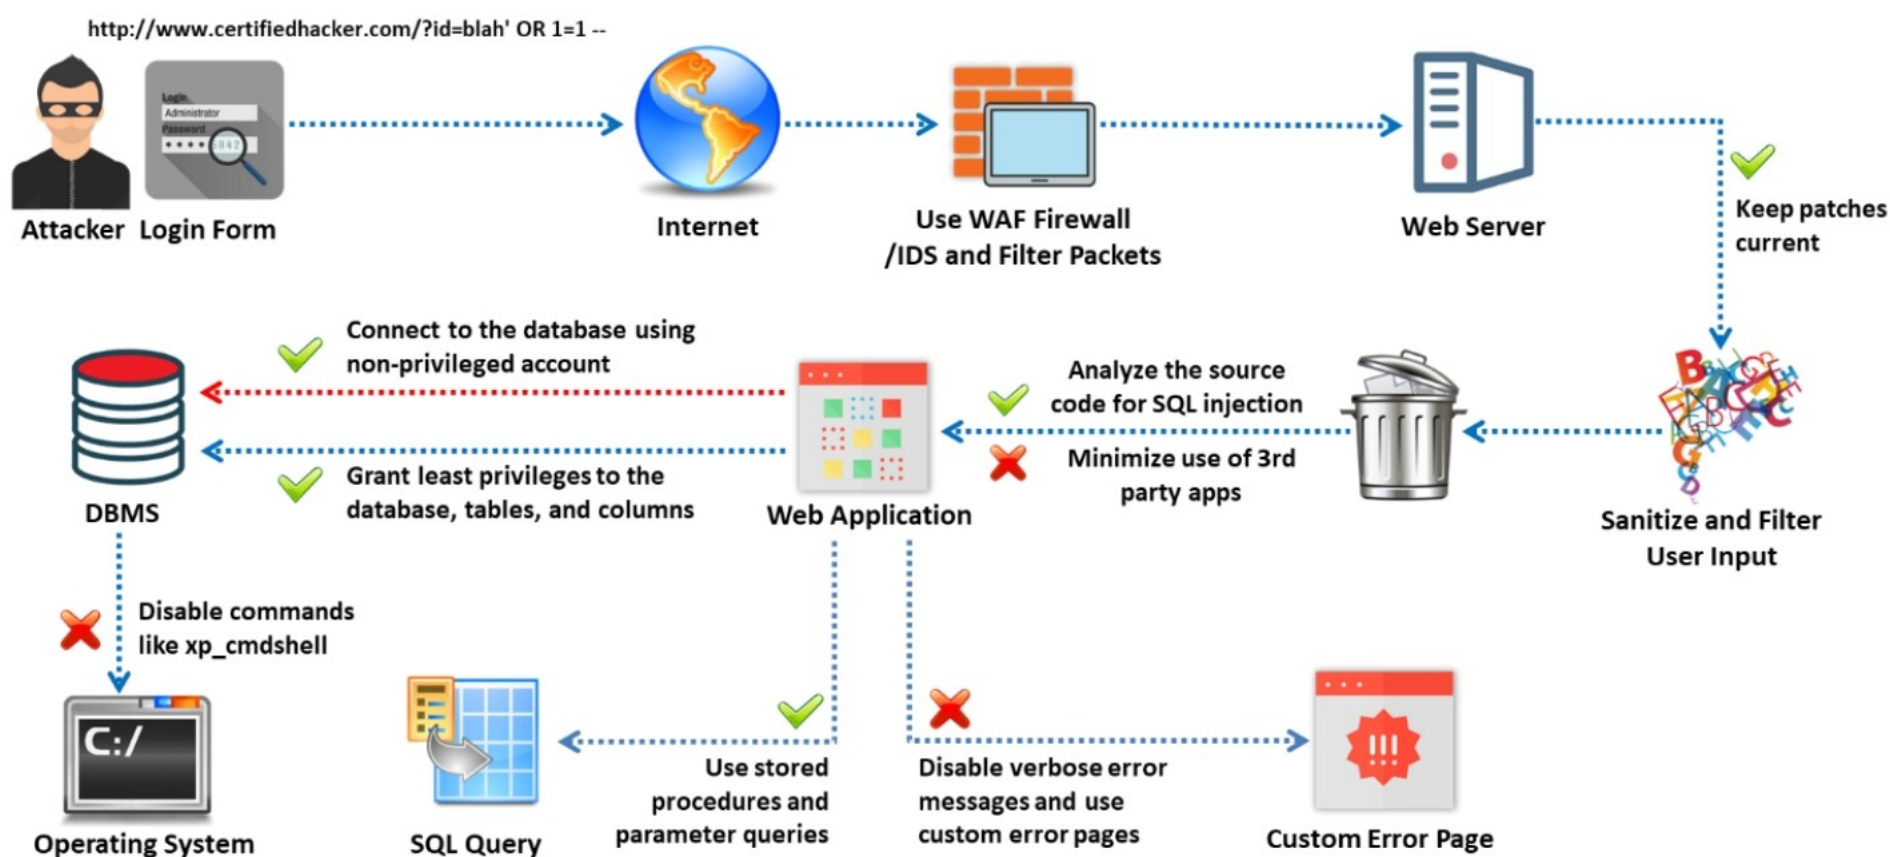 http://www.certifiedhacker.com/?id=blah' OR 1=1 --
Login
Administrator
Password
Attacker
Login Form
Internet
Use WAF Firewall
/IDS and Filter Packets
Web Server
Keep patches
current
Connect to the database using
non-privileged account
Grant least privileges to the
database, tables, and columns
DBMS
Web Application
Analyze the source
code for SQL injection
Minimize use of 3rd
party apps
Sanitize and Filter
User Input
Disable commands
like xp_cmdshell
C:/
Operating System
SQL Query
Use stored
procedures and
parameter queries
Disable verbose error
messages and use
custom error pages
!!!
Custom Error Page